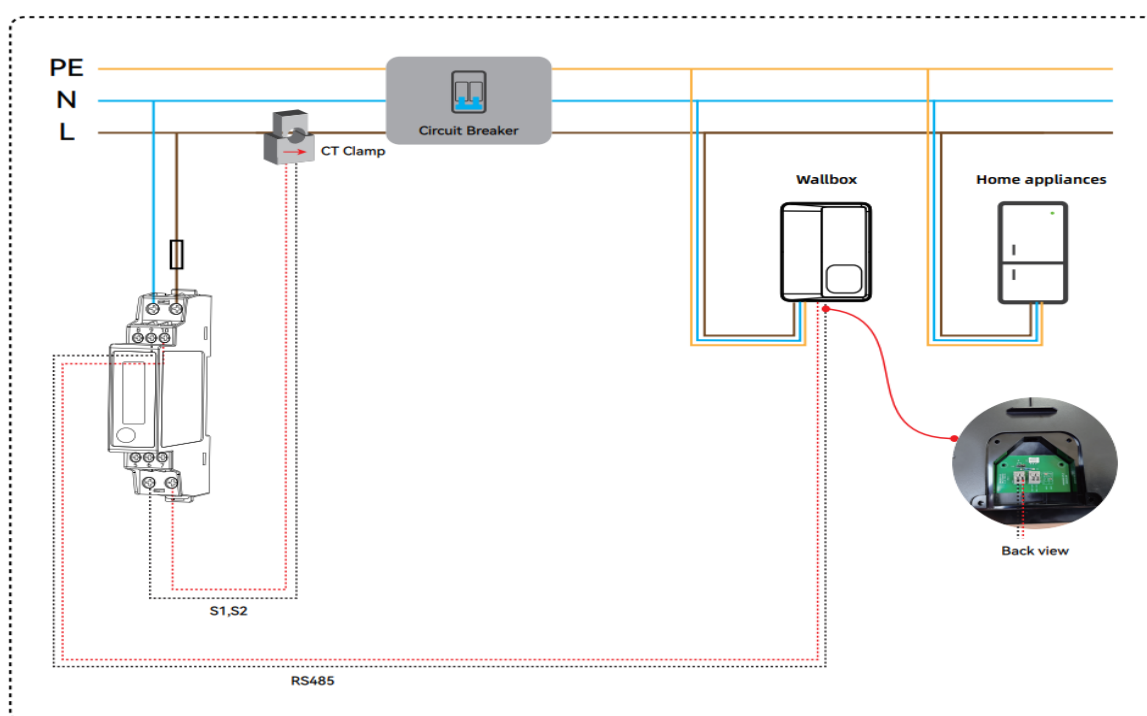 PE
N
L
Circuit Breaker
CT Clamp
Wallbox
Home appliances
Back view
S1,S2
RS485